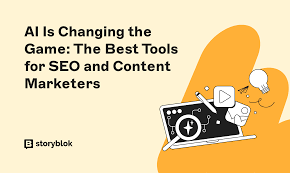 AI Is Changing the
Game: The Best Tools
for SEO and Content
Marketers
storyblok